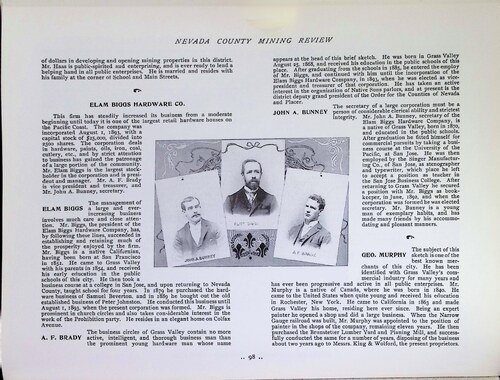 NEVADA COUNTY MINING REVIEW
of dollars in developing and opening mining properties in this district.
Mr. Haas is public-spirited and enterprising, and is ever ready to lend a
helping hand in all public enterprises. He is married and resides with
his family at the corner of School and Main Streets.
ELAM BIGGS HARDWARE CO.
This firm has steadily increased its business from a moderate
beginning until today it is one of the largest retail hardware houses on
the Pacific Coast. The company was
incorporated August 1, 1893, with a
capital stock of $25,000, divided into
2500 shares. The corporation deals
in hardware, paints, oils, iron, coal,
cutlery, etc., and by strict attention
to business has gained the patronage
of a large portion of the community.
Mr. Elam Biggs is the largest stock-
holder in the corporation and is presi-
dent and manager. Mr. A. F. Brady
is vice president and treasurer, and
Mr. John A. Bunney, secretary.
ELAM BIGGS
The management of
a large and ever-
increasing business
involves much care and close atten-
tion. Mr. Biggs, the president of the
Elam Biggs Hardware Company, has,
by following these lines, succeeded in
establishing and retaining much of
the prosperity enjoyed by the firm.
Mr. Biggs is a native Californian,
having been born at San Francisco
in 1852. He came to Grass Valley
with his parents in 1854, and received
his early education in the public
schools of this city. He then took a
business course at a college in San Jose, and upon returning to Nevada
County, taught school for four years. In 1879 he purchased the hard-
ware business of Samuel Bovertion, and in 1889 he bought out the old
established business of Peter Johnston. He conducted this business until
August 1, 1893, when the present corporation was formed. Mr. Biggs is
prominent in church circles and also takes considerable interest in the
work of the Prohibition party. He resides in an elegant home on Colfax
Avenue.
A. F. BRADY
The business circles of Grass Valley contain no more
active, intelligent, and thorough business man than
the prosperous young hardware man whose name
JOHN A. BUNNEY
ELAM BIGGS
A. F. BRADY
appears at the head of this brief sketch. He was born in Grass Valley
August 25, 1868, and received his education in the public schools of this
place. After graduating from the schools in 1885, he entered the employ
of Mr. Biggs, and continued with him until the incorporation of the
Elam Biggs Hardware Company, in 1893, when he was elected as vice-
president and treasurer of that corporation. He has taken an active
interest in the organization of Native Sons parlors, and at present is the
district deputy grand president of the Order for the Counties of Nevada
and Placer.
JOHN A. BUNNEY
The secretary of a large corporation must be a
person of considerable clerical ability and strictest
integrity. Mr. John A. Bunney, secretary of the
Elam Biggs Hardware Company, is
a native of Grass Valley, born in 1870,
and educated in the public schools.
After graduation he fitted himself for
commercial pursuits by taking a busi-
ness course at the University of the
Pacific, at San Jose. He was then
employed by the Singer Manufactur-
ing Co., of San Jose, as stenographer
and typewriter, which place he left
to accept a position as teacher in
the San Jose Business College. After
returning to Grass Valley he secured
a position with Mr. Biggs as book-
keeper, in June, 1892, and when the
corporation was formed he was elected
secretary. Mr. Bunney is a young
man of exemplary habits, and has
made many friends by his accommo-
dating and pleasant manners.
GEO. MURPHY
The subject of this
sketch is one of the
best known mer-
chants of this city. He has been
identified with Grass Valley's com-
mercial industry for many years and
has ever been progressive and active in all public enterprises. Mr.
Murphy is a native of Canada, where he was born in 1840. He
came to the United States when quite young and received his education
in Rochester, New York. He came to California in 1863 and made
Grass Valley his home, residing here ever since. Being an expert
painter he opened a shop and did a large business. When the Narrow
Gauge railroad was built, Mr. Murphy was appointed to the position of
painter in the shops of the company, remaining eleven years. He then
purchased the Brunstetter Lumber Yard and Planing Mill, and success-
fully conducted the same for a number of years, disposing of the business
about two years ago to Messrs. King & Wolford, the present proprietors.
.. 98 ..